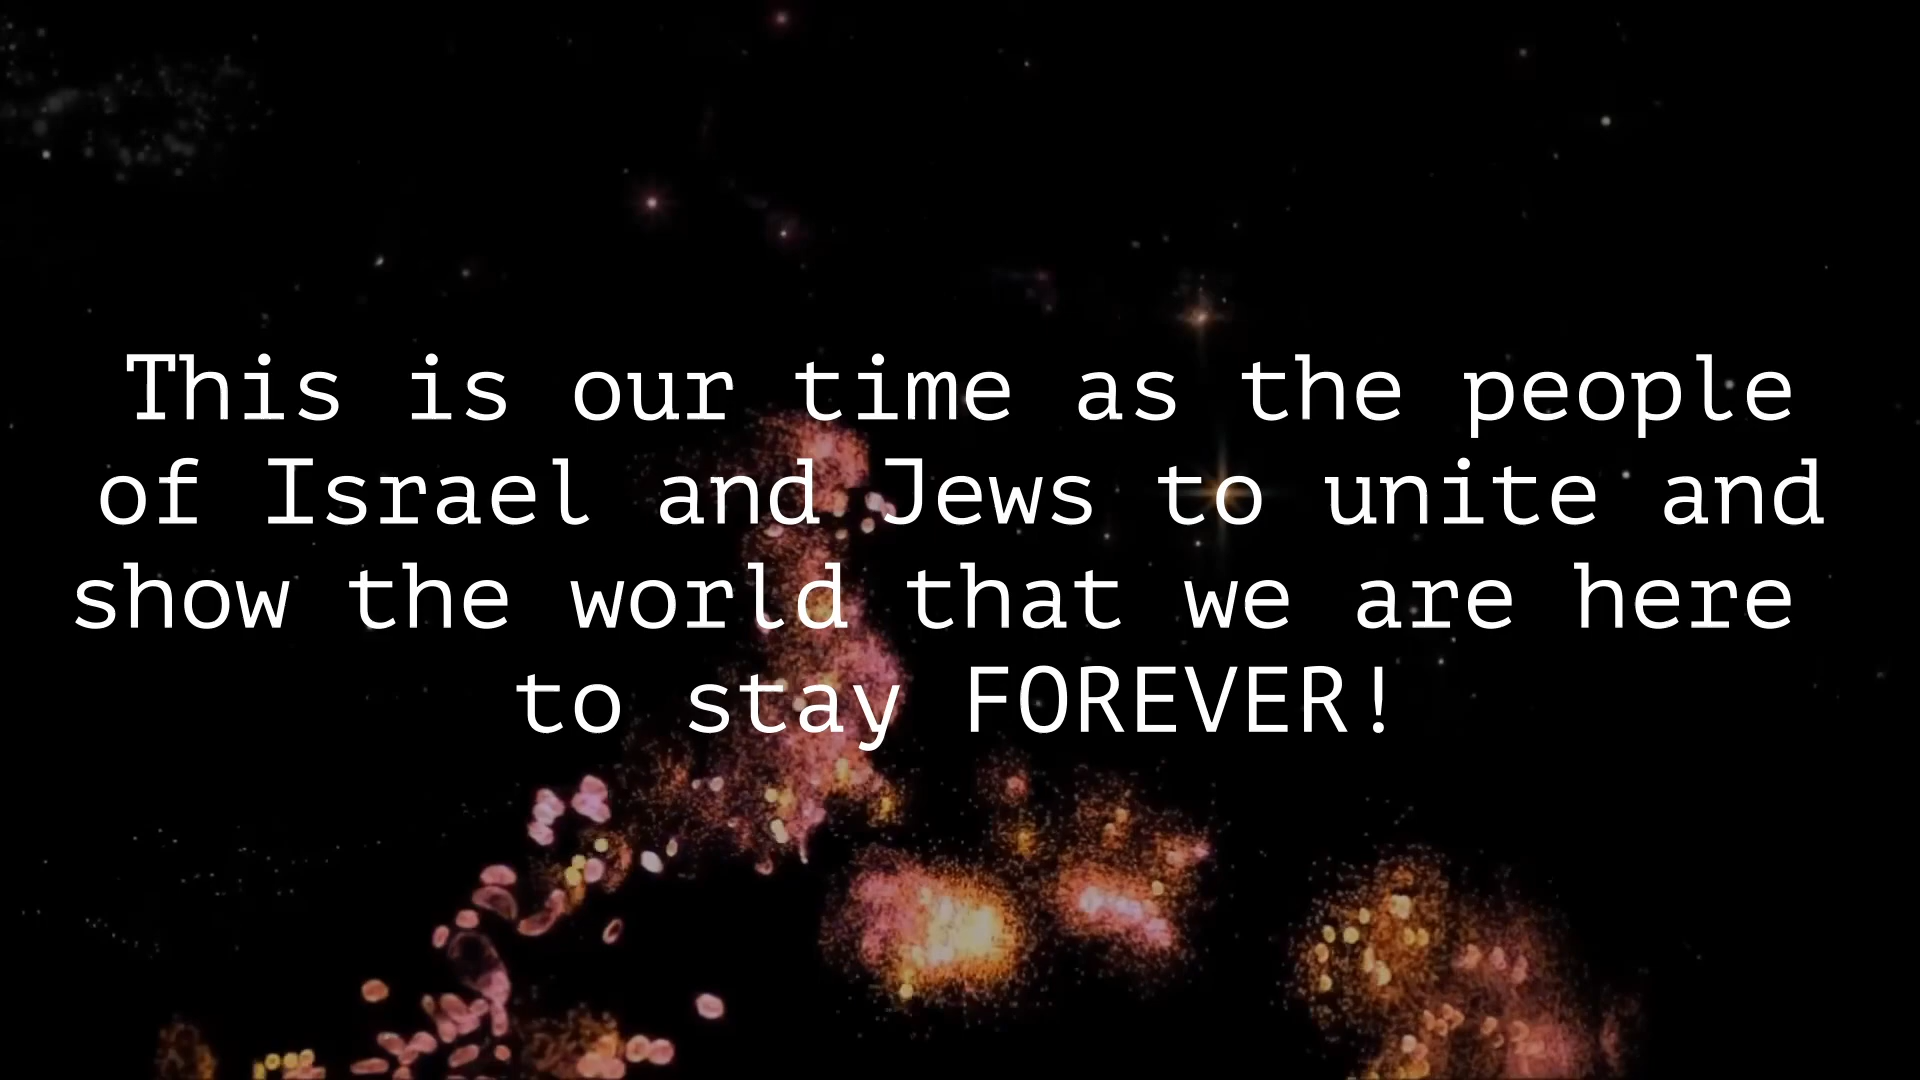 This is our time as the people
of Israel and Jews to unite and
show the world that we are here
to stay FOREVER!